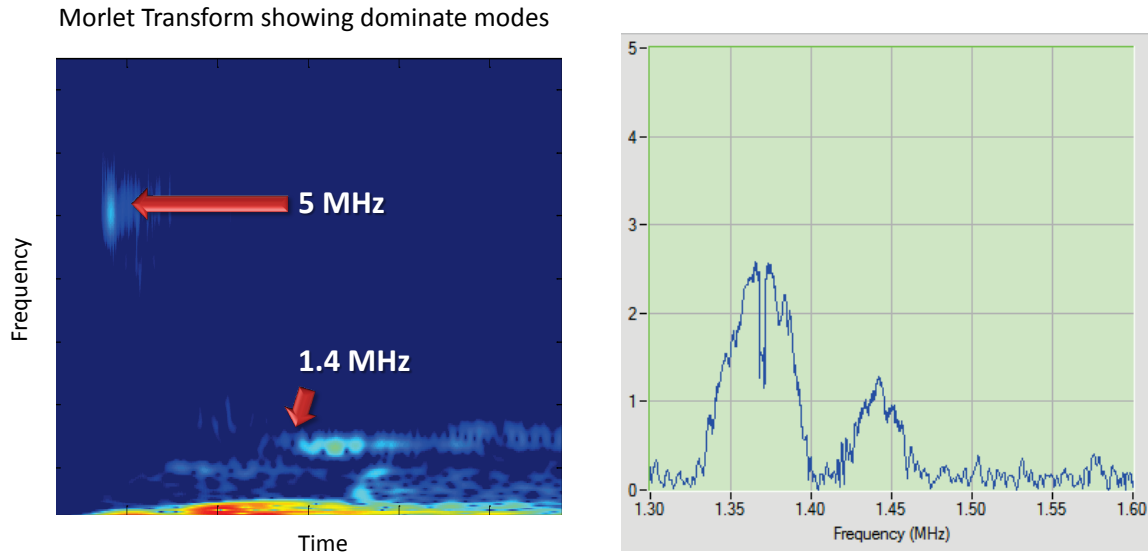 Morlet Transform showing dominate modes
Frequency
5 MHz
1.4 MHz
Time
5
4
3
2
1
0
1.30 1.35 1.40 1.45 1.50 1.55 1.60
Frequency (MHz)